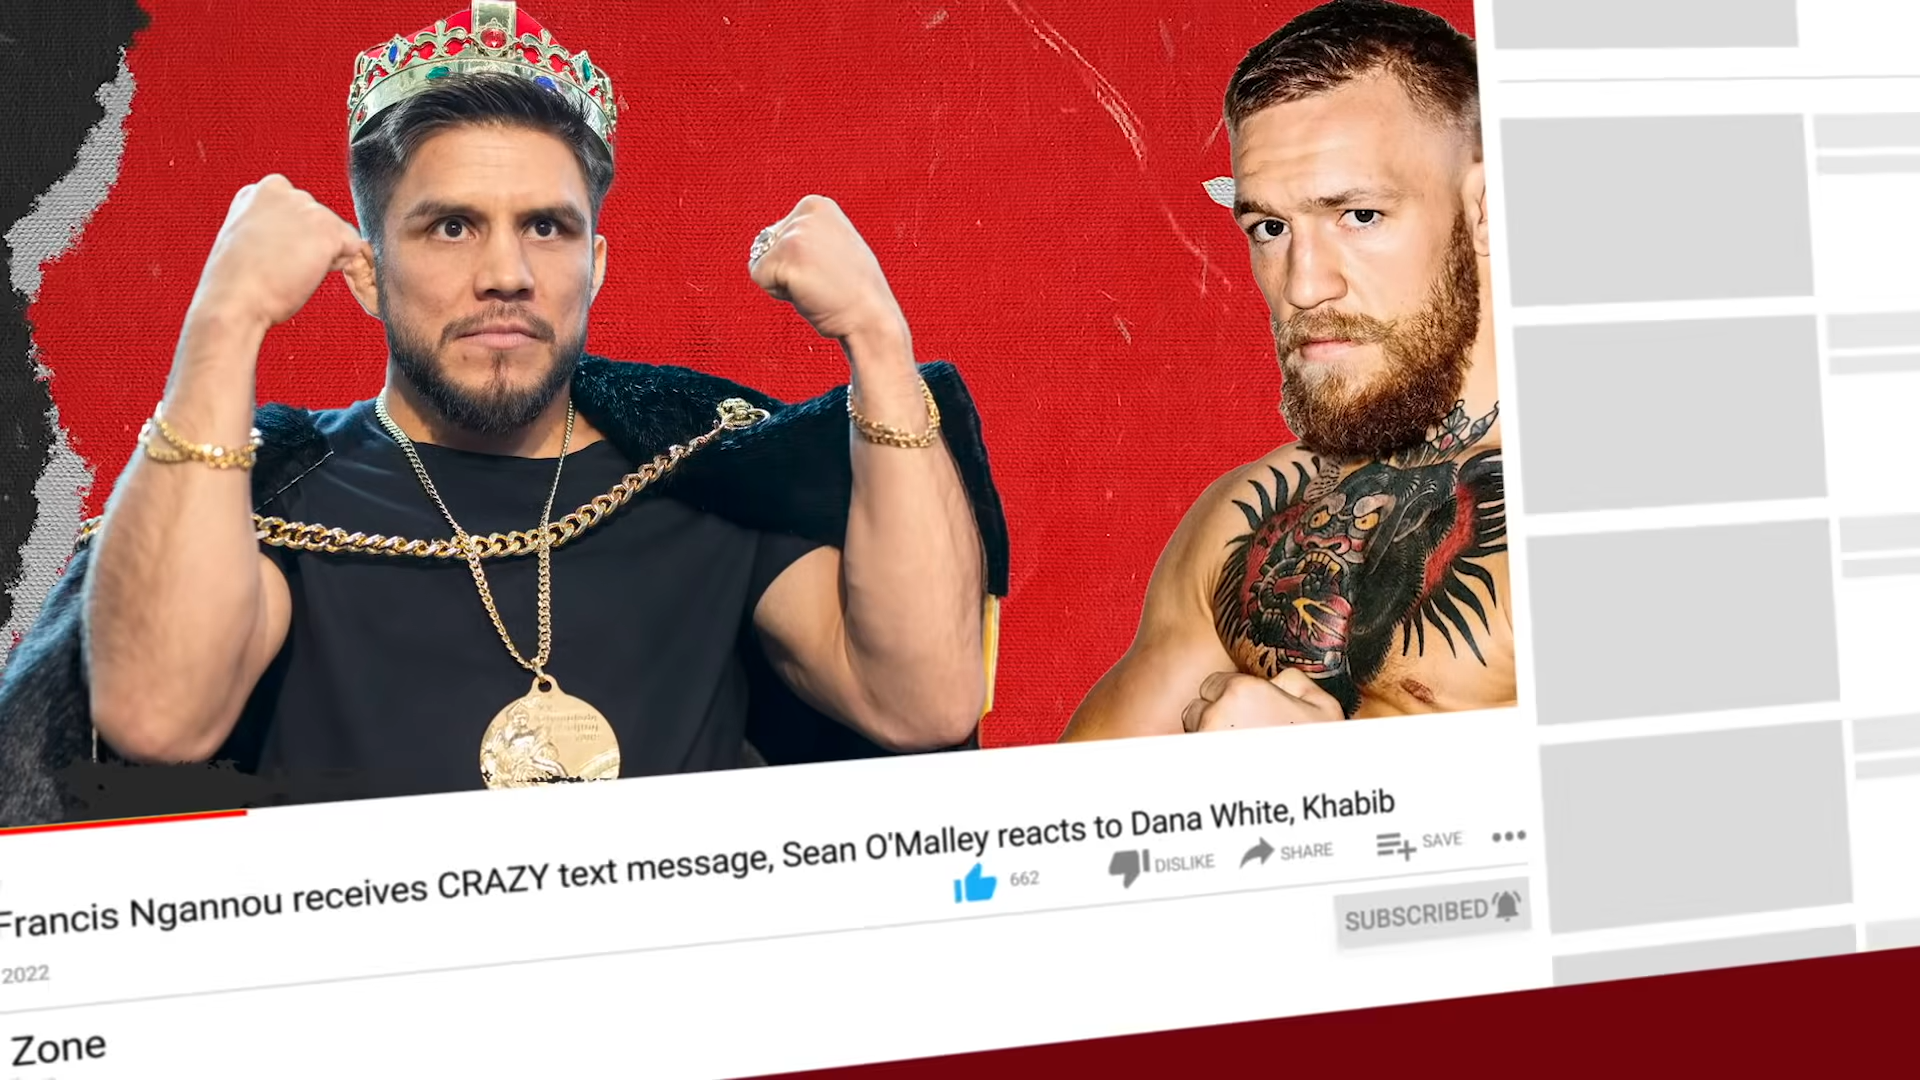 Francis Ngannou receives CRAZY text message, Sean O'Malley reacts to Dana White, Khabib
662
DISLIKE
SHARE
SAVE
2022
SUBSCRIBED
Zone